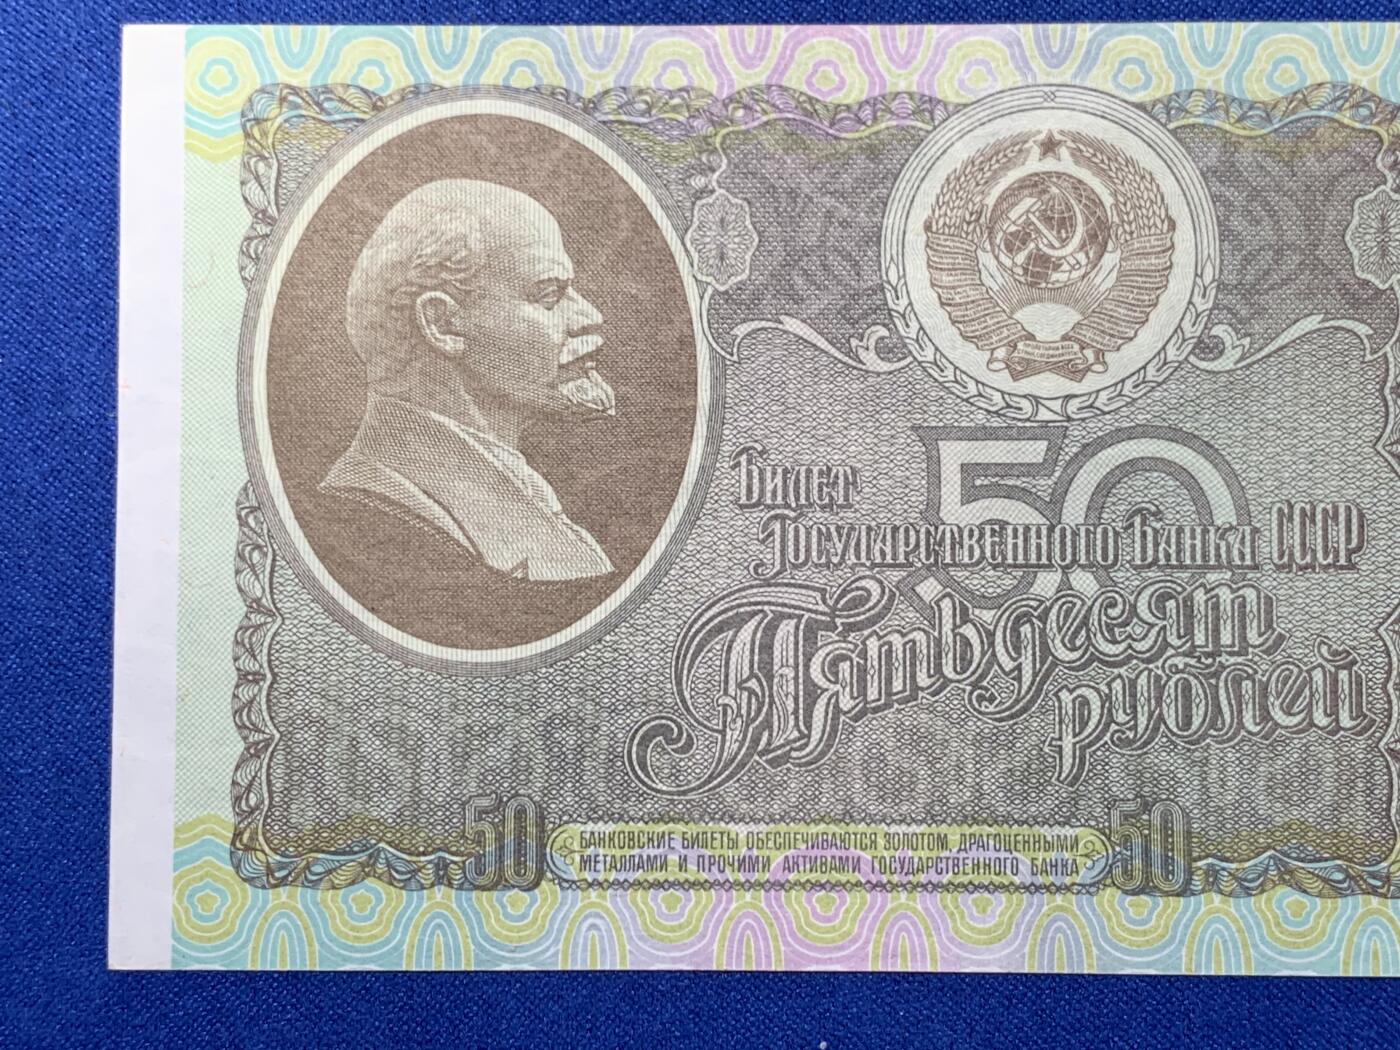 50
Билет
Государственного Банка СССР
Пятьдесят
рублей
50
БАНКОВСКИЕ БИЛЕТЫ ОБЕСПЕЧИВАЮТСЯ ЗОЛОТОМ, ДРАГОЦЕННЫМИ
МЕТАЛЛАМИ И ПРОЧИМИ АКТИВАМИ ГОСУДАРСТВЕННОГО БАНКА
50